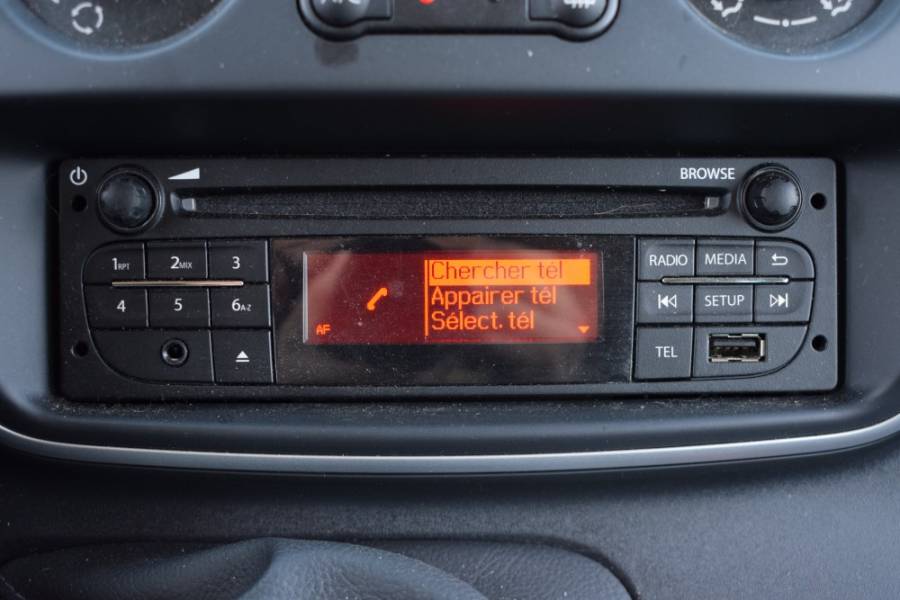 BROWSE
1RPT
2MIX
3
4
5
6A-Z
Chercher tél
Appairer tél
Sélect. tél
AF
RADIO
MEDIA
SETUP
TEL